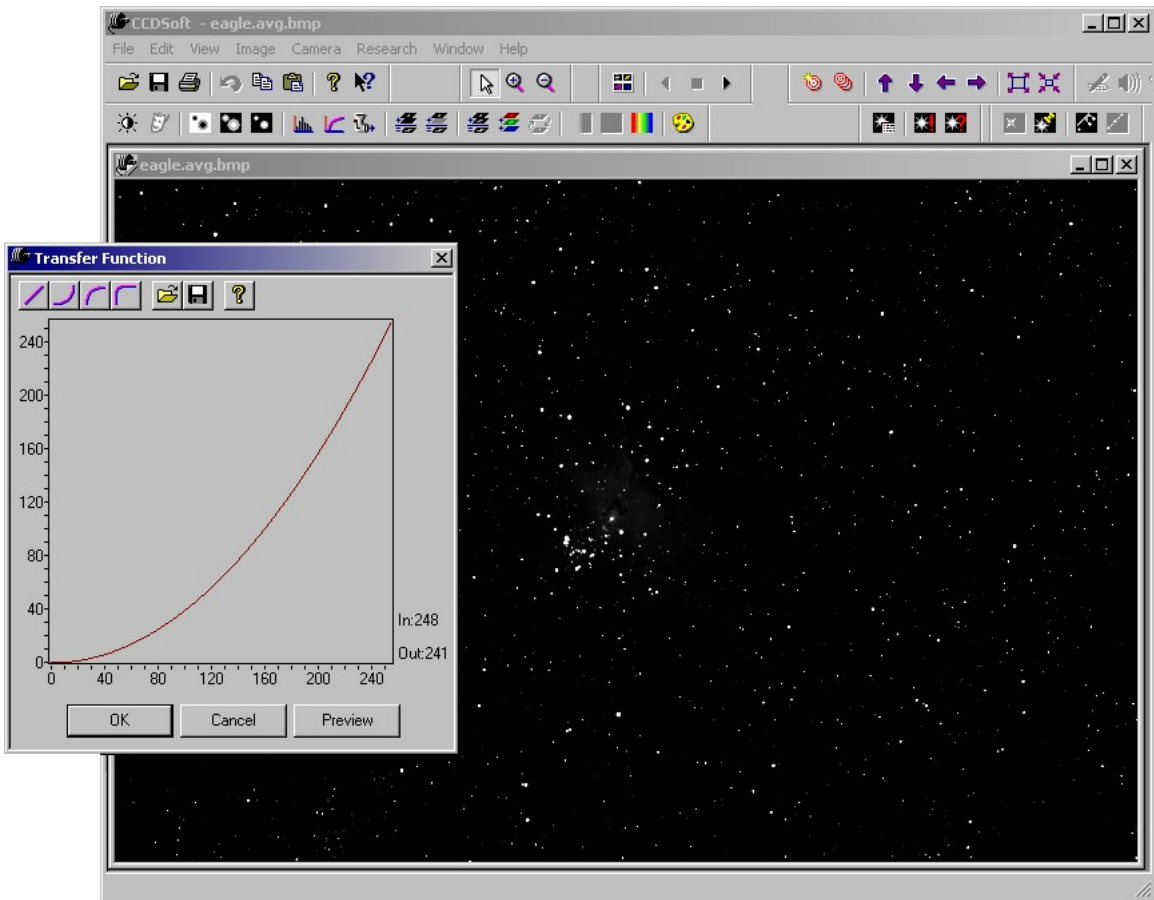 CCDSoft - eagle.avg.bmp
File Edit View Image Camera Research Window Help
eagle.avg.bmp
Transfer Function
240
200
160
120
80
40
0
0 40 80 120 160 200 240
In:248
Out:241
OK Cancel Preview